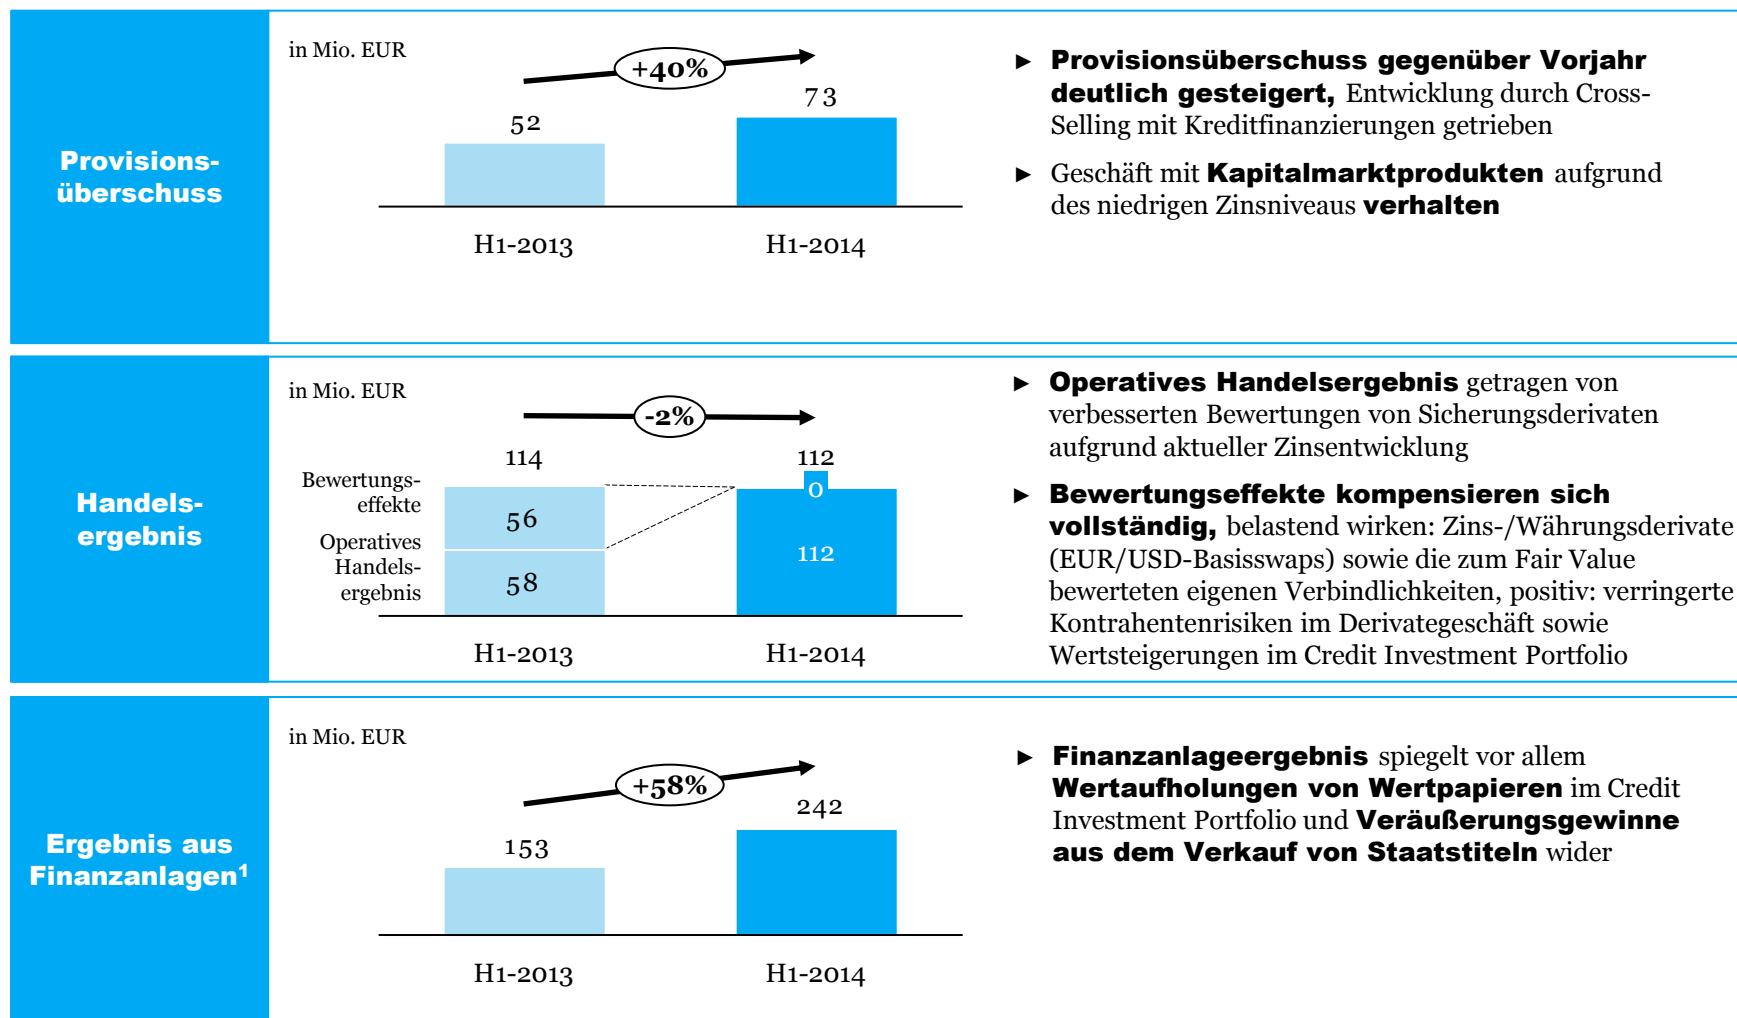 Provisions-
überschuss
in Mio. EUR
+40%
52
73
H1-2013
H1-2014
► Provisionsüberschuss gegenüber Vorjahr
deutlich gesteigert, Entwicklung durch Cross-
Selling mit Kreditfinanzierungen getrieben
► Geschäft mit Kapitalmarktprodukten aufgrund
des niedrigen Zinsniveaus verhalten
Handels-
ergebnis
in Mio. EUR
-2%
114
112
Bewertungs-
effekte
56
0
Operatives
Handels-
ergebnis
58
112
H1-2013
H1-2014
► Operatives Handelsergebnis getragen von
verbesserten Bewertungen von Sicherungsderivaten
aufgrund aktueller Zinsentwicklung
► Bewertungseffekte kompensieren sich
vollständig, belastend wirken: Zins-/Währungsderivate
(EUR/USD-Basisswaps) sowie die zum Fair Value
bewerteten eigenen Verbindlichkeiten, positiv: verringerte
Kontrahentenrisiken im Derivategeschäft sowie
Wertsteigerungen im Credit Investment Portfolio
Ergebnis aus
Finanzanlagen¹
in Mio. EUR
+58%
153
242
H1-2013
H1-2014
► Finanzanlageergebnis spiegelt vor allem
Wertaufholungen von Wertpapieren im Credit
Investment Portfolio und Veräußerungsgewinne
aus dem Verkauf von Staatstiteln wider